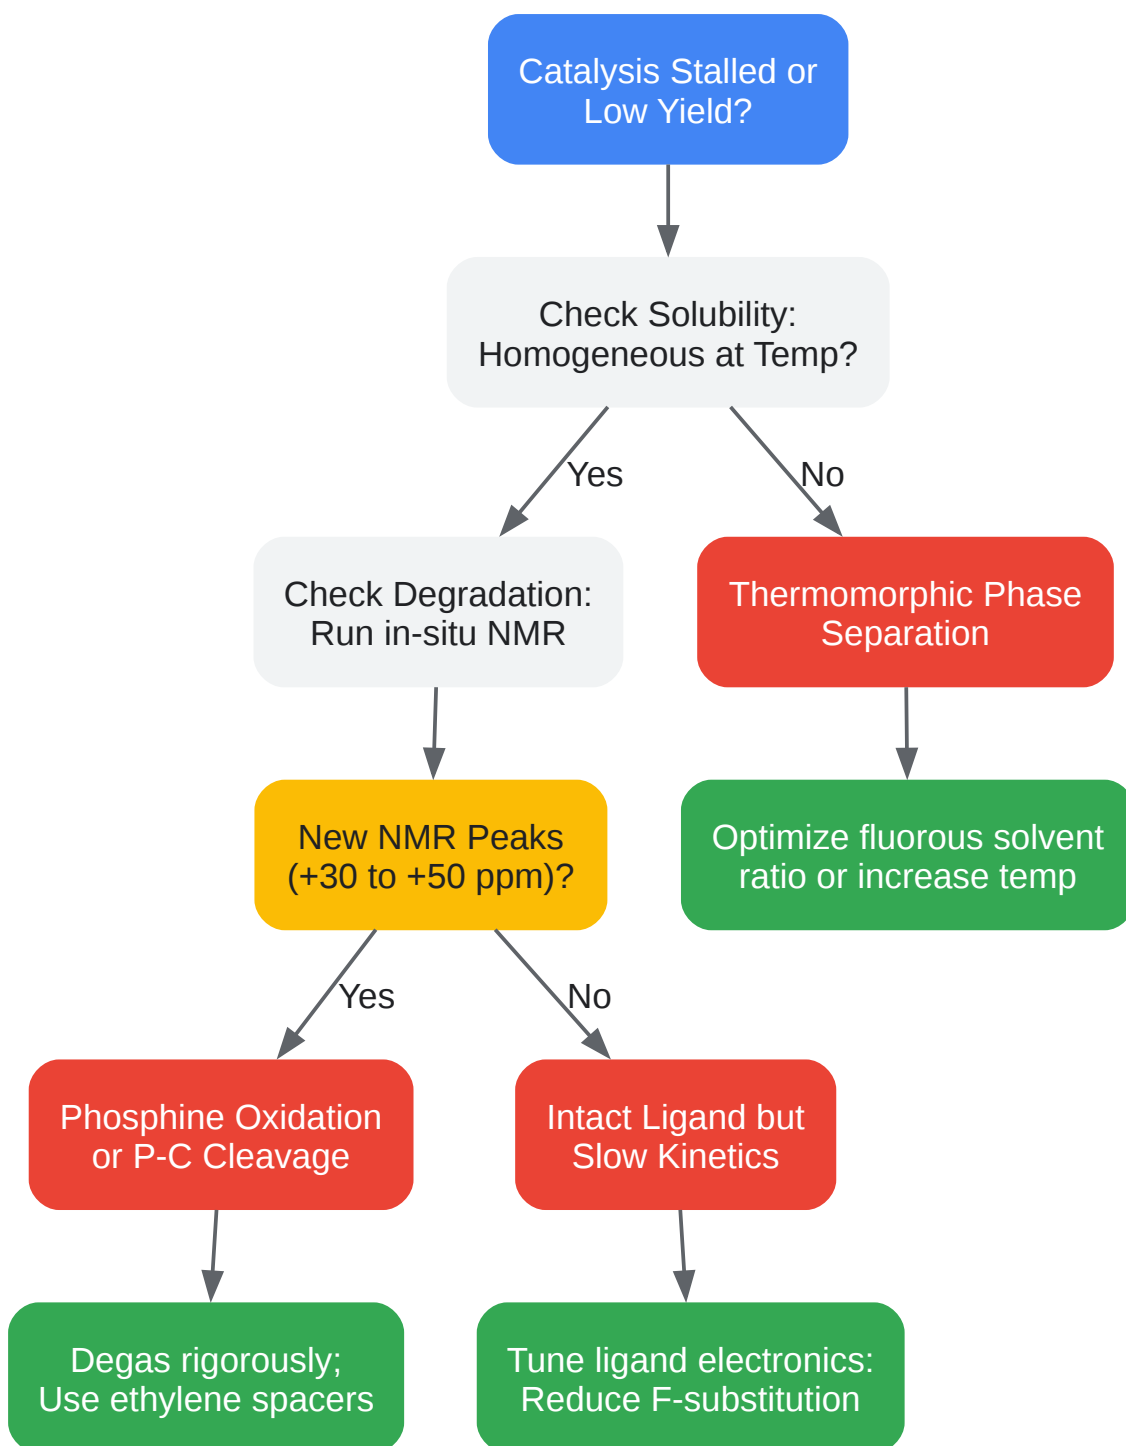 Catalysis Stalled or
Low Yield?
Check Solubility:
Homogeneous at Temp?
Yes
No
Check Degradation:
Run in-situ NMR
Thermomorphic Phase
Separation
New NMR Peaks
(+30 to +50 ppm)?
Optimize fluorous solvent
ratio or increase temp
Yes
No
Phosphine Oxidation
or P-C Cleavage
Intact Ligand but
Slow Kinetics
Degas rigorously;
Use ethylene spacers
Tune ligand electronics:
Reduce F-substitution